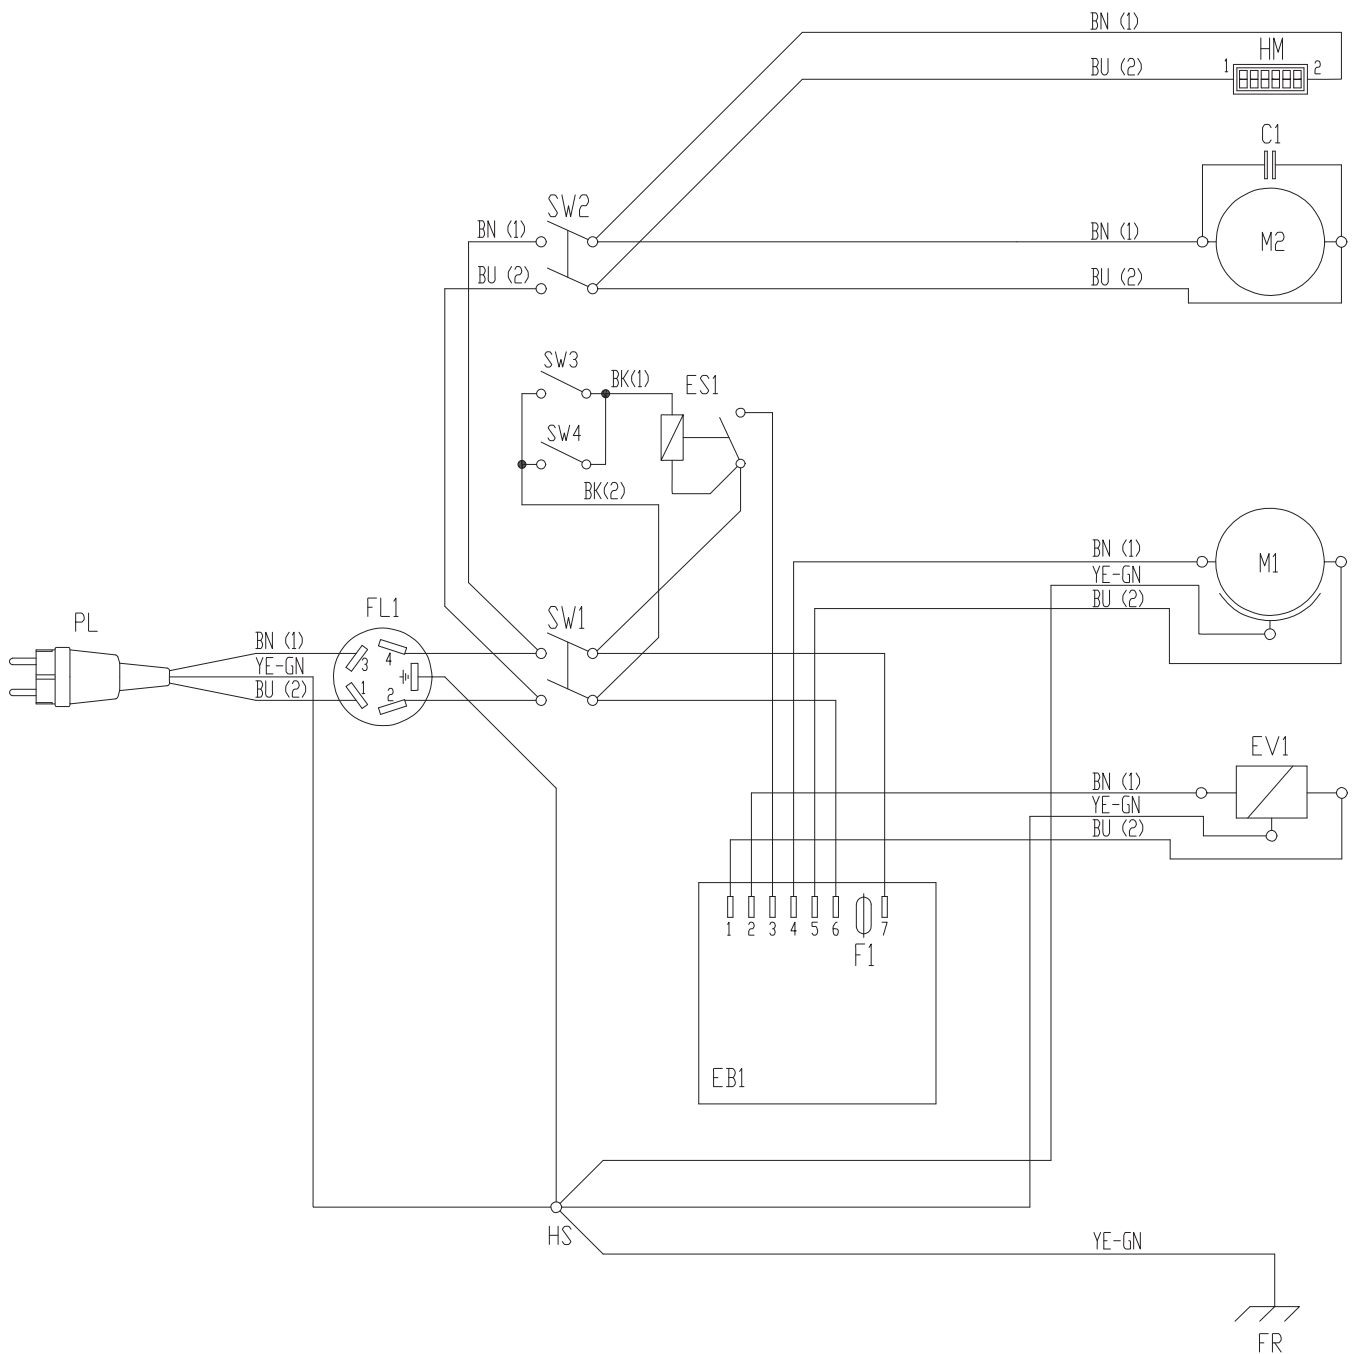 BN (1)
HM
1
2
BU (2)
C1
SW2
BN (1)
BN (1)
M2
BU (2)
BU (2)
SW3
BK(1)
ES1
SW4
BK(2)
BN (1)
M1
YE-GN
BU (2)
FL1
SW1
PL
BN (1)
YE-GN
BU (2)
3
4
1
2
EV1
BN (1)
YE-GN
BU (2)
1 2 3 4 5 6 7
F1
EB1
HS
YE-GN
FR